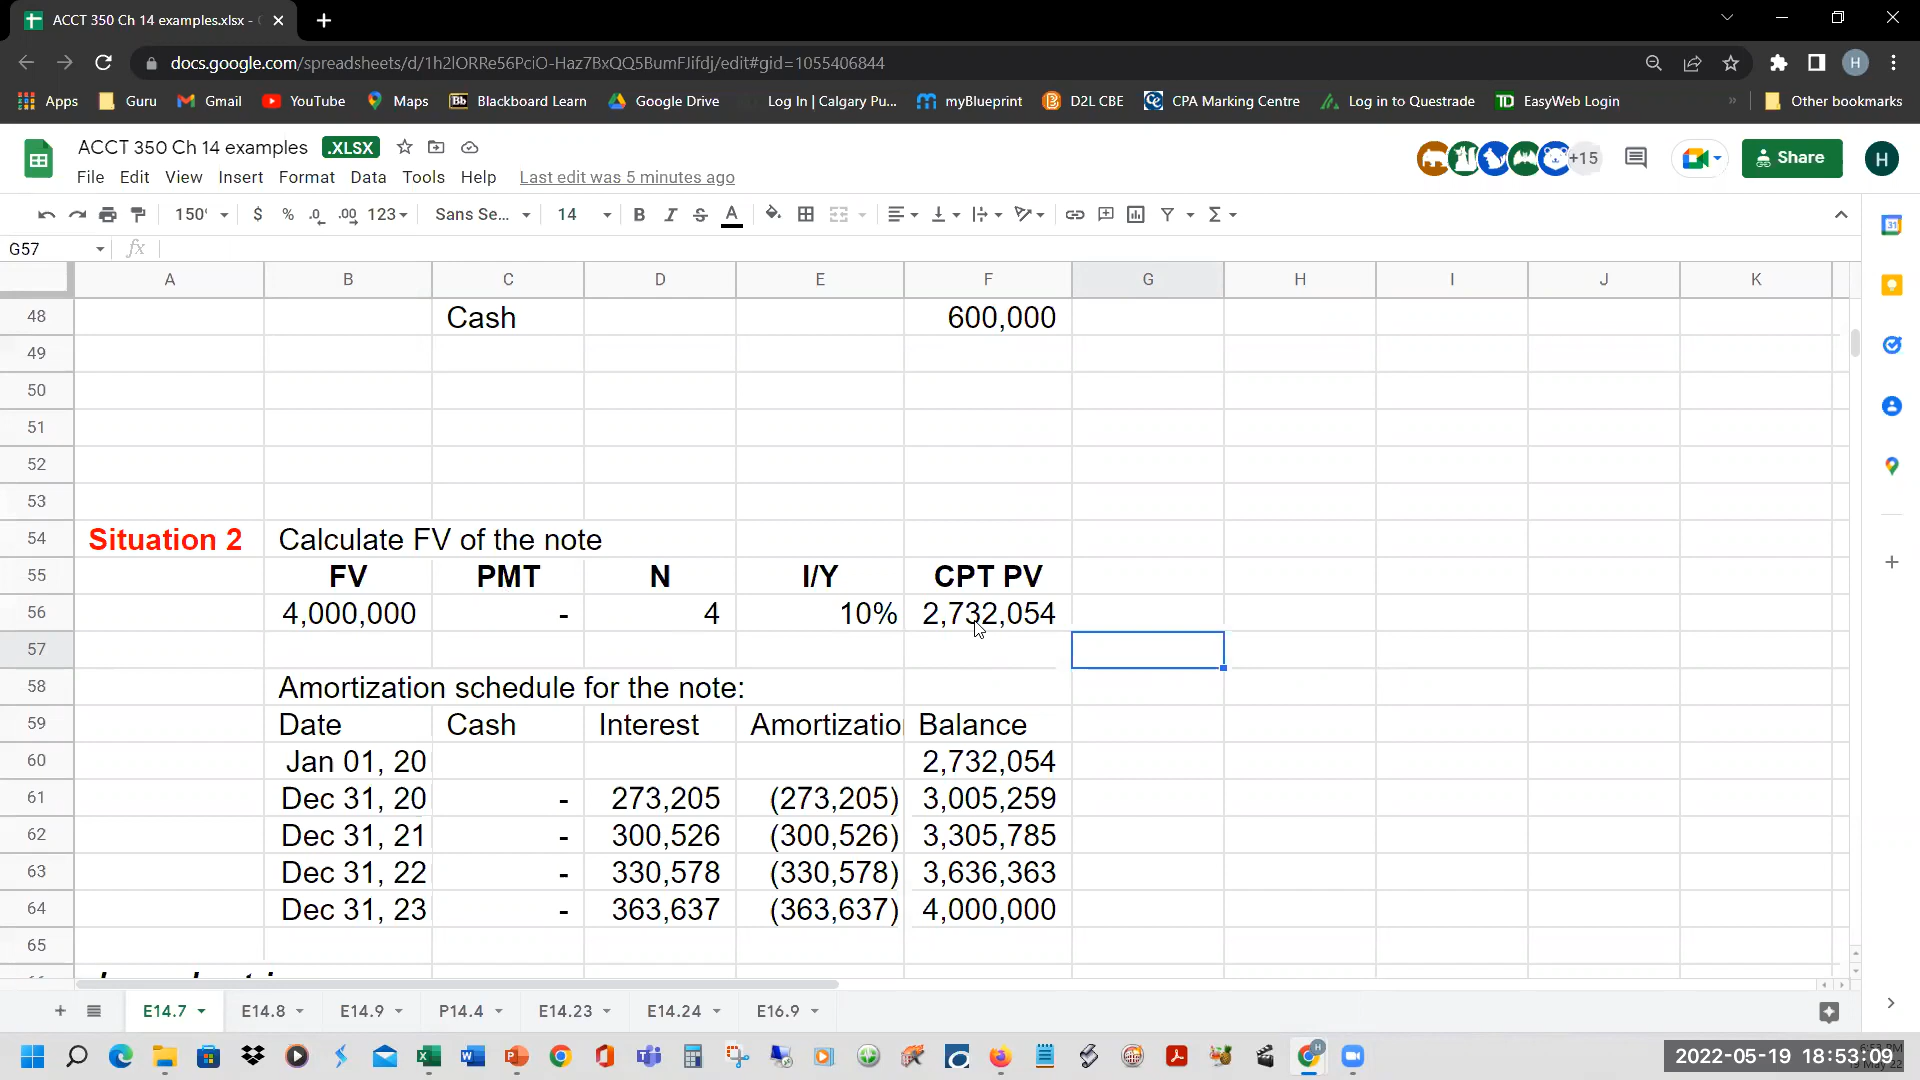 ACCT 350 Ch 14 examples.xlsx -
docs.google.com/spreadsheets/d/1h2lORRe56PciO-Haz7BxQQ5BumFJifdj/edit#gid=1055406844
Apps Guru Gmail YouTube Maps Bb Blackboard Learn Google Drive Log In | Calgary Pu... myBlueprint D2L CBE CPA Marking Centre Log in to Questrade TD EasyWeb Login » Other bookmarks
ACCT 350 Ch 14 examples .XLSX
+15 Share H
File Edit View Insert Format Data Tools Help Last edit was 5 minutes ago
150% $ % .0 .00 123 Sans Se... 14 B I S A
G57 fx
A B C D E F G H I J K
48 Cash 600,000
49
50
51
52
53
54 Situation 2 Calculate FV of the note
55 FV PMT N I/Y CPT PV
56 4,000,000 - 4 10% 2,732,054
57
58 Amortization schedule for the note:
59 Date Cash Interest Amortizatio Balance
60 Jan 01, 20 2,732,054
61 Dec 31, 20 - 273,205 (273,205) 3,005,259
62 Dec 31, 21 - 300,526 (300,526) 3,305,785
63 Dec 31, 22 - 330,578 (330,578) 3,636,363
64 Dec 31, 23 - 363,637 (363,637) 4,000,000
65
E14.7 E14.8 E14.9 P14.4 E14.23 E14.24 E16.9
2022-05-19 18:53:09